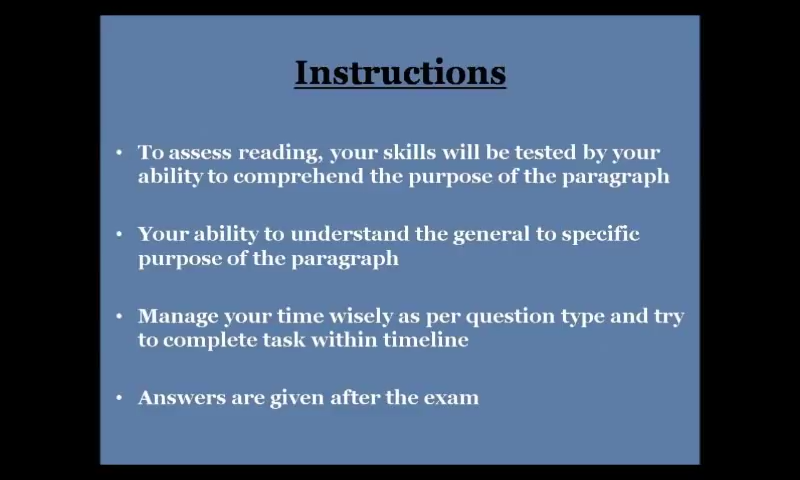 Instructions
• To assess reading, your skills will be tested by your
ability to comprehend the purpose of the paragraph
• Your ability to understand the general to specific
purpose of the paragraph
• Manage your time wisely as per question type and try
to complete task within timeline
• Answers are given after the exam